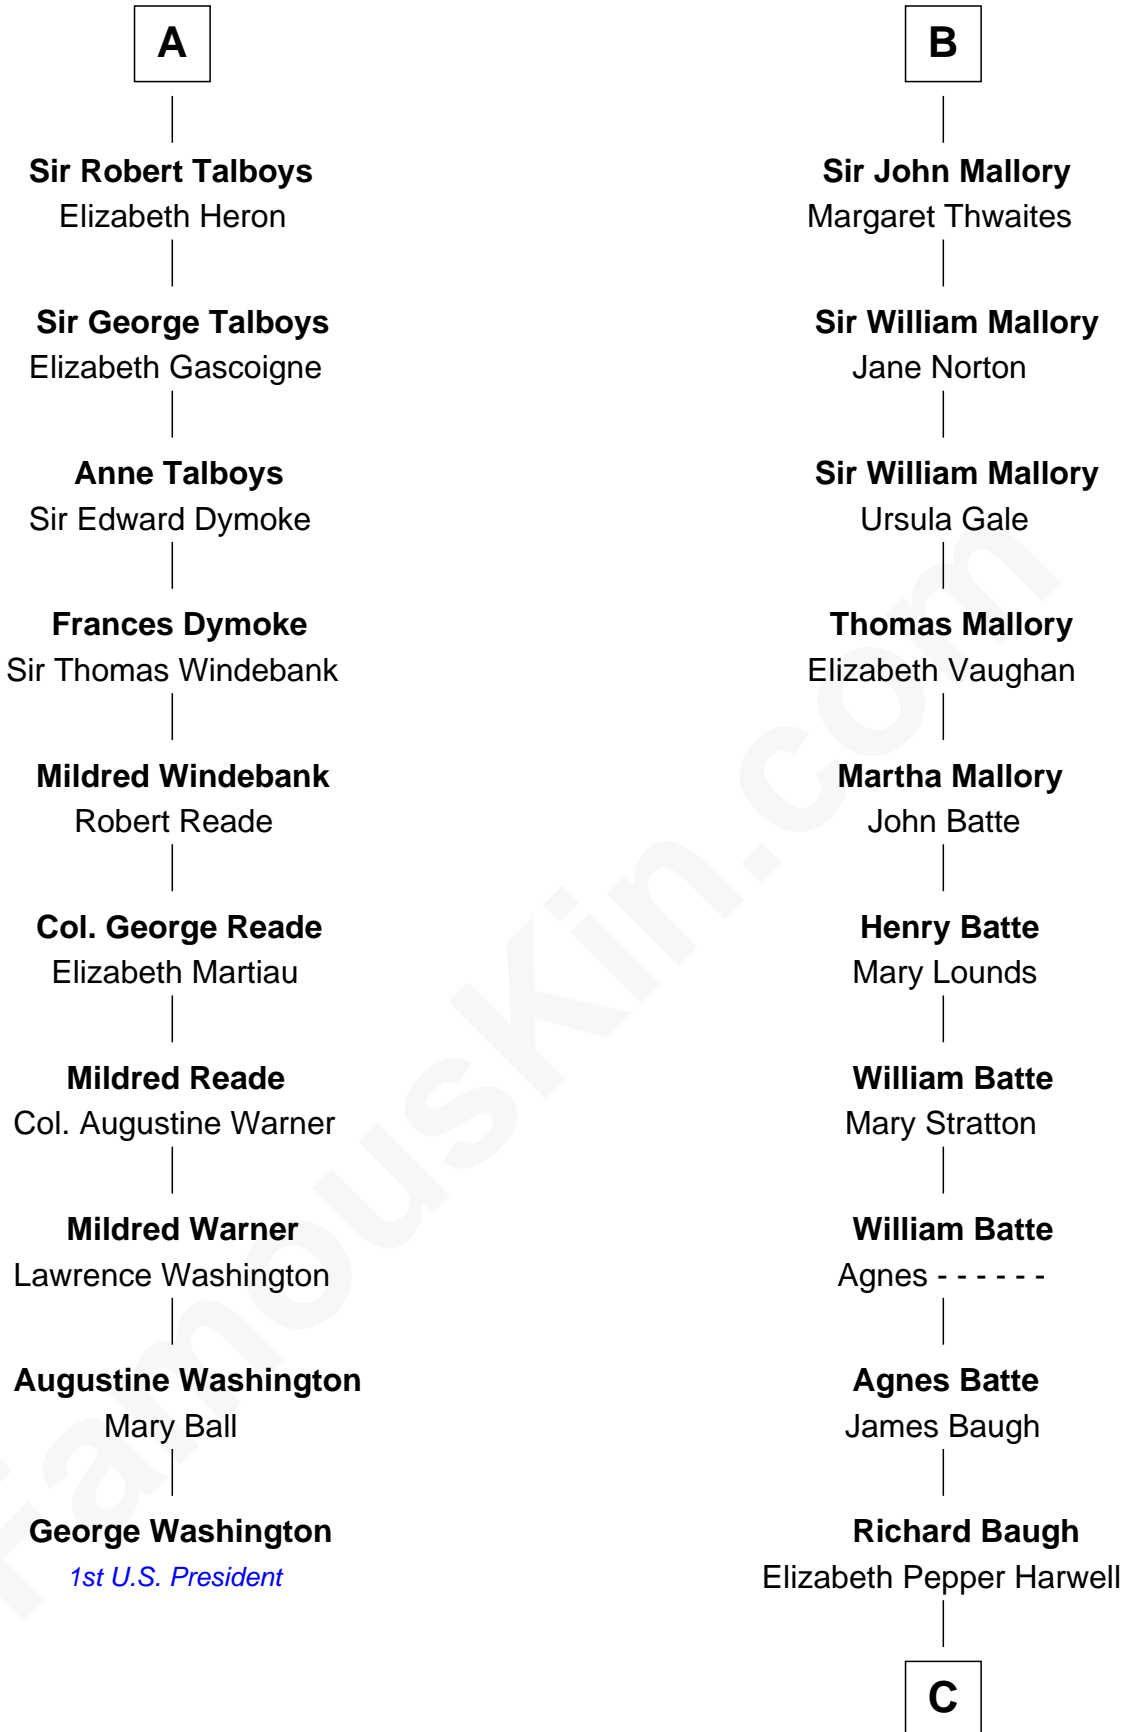 A
Sir Robert Talboys
Elizabeth Heron
Sir George Talboys
Elizabeth Gascoigne
Anne Talboys
Sir Edward Dymoke
Frances Dymoke
Sir Thomas Windebank
Mildred Windebank
Robert Reade
Col. George Reade
Elizabeth Martiau
Mildred Reade
Col. Augustine Warner
Mildred Warner
Lawrence Washington
Augustine Washington
Mary Ball
George Washington
1st U.S. President
B
Sir John Mallory
Margaret Thwaites
Sir William Mallory
Jane Norton
Sir William Mallory
Ursula Gale
Thomas Mallory
Elizabeth Vaughan
Martha Mallory
John Batte
Henry Batte
Mary Lounds
William Batte
Mary Stratton
William Batte
Agnes - - - - - -
Agnes Batte
James Baugh
Richard Baugh
Elizabeth Pepper Harwell
C
FamousKin.com